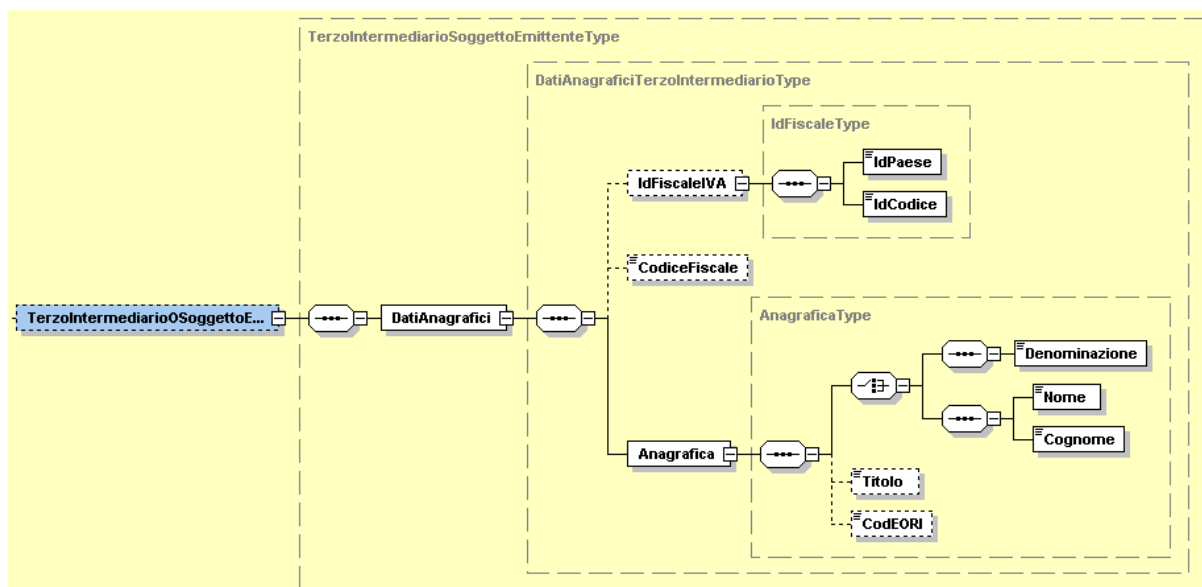 TerzoIntermediarioSoggettoEmittenteType
DatiAnagraficiTerzoIntermediarioType
IdFiscaleType
IdPaese
IdFiscaleIVA
IdCodice
CodiceFiscale
TerzoIntermediarioOSoggettoE...
DatiAnagrafici
AnagraficaType
Denominazione
Nome
Cognome
Anagrafica
Titolo
CodEORI